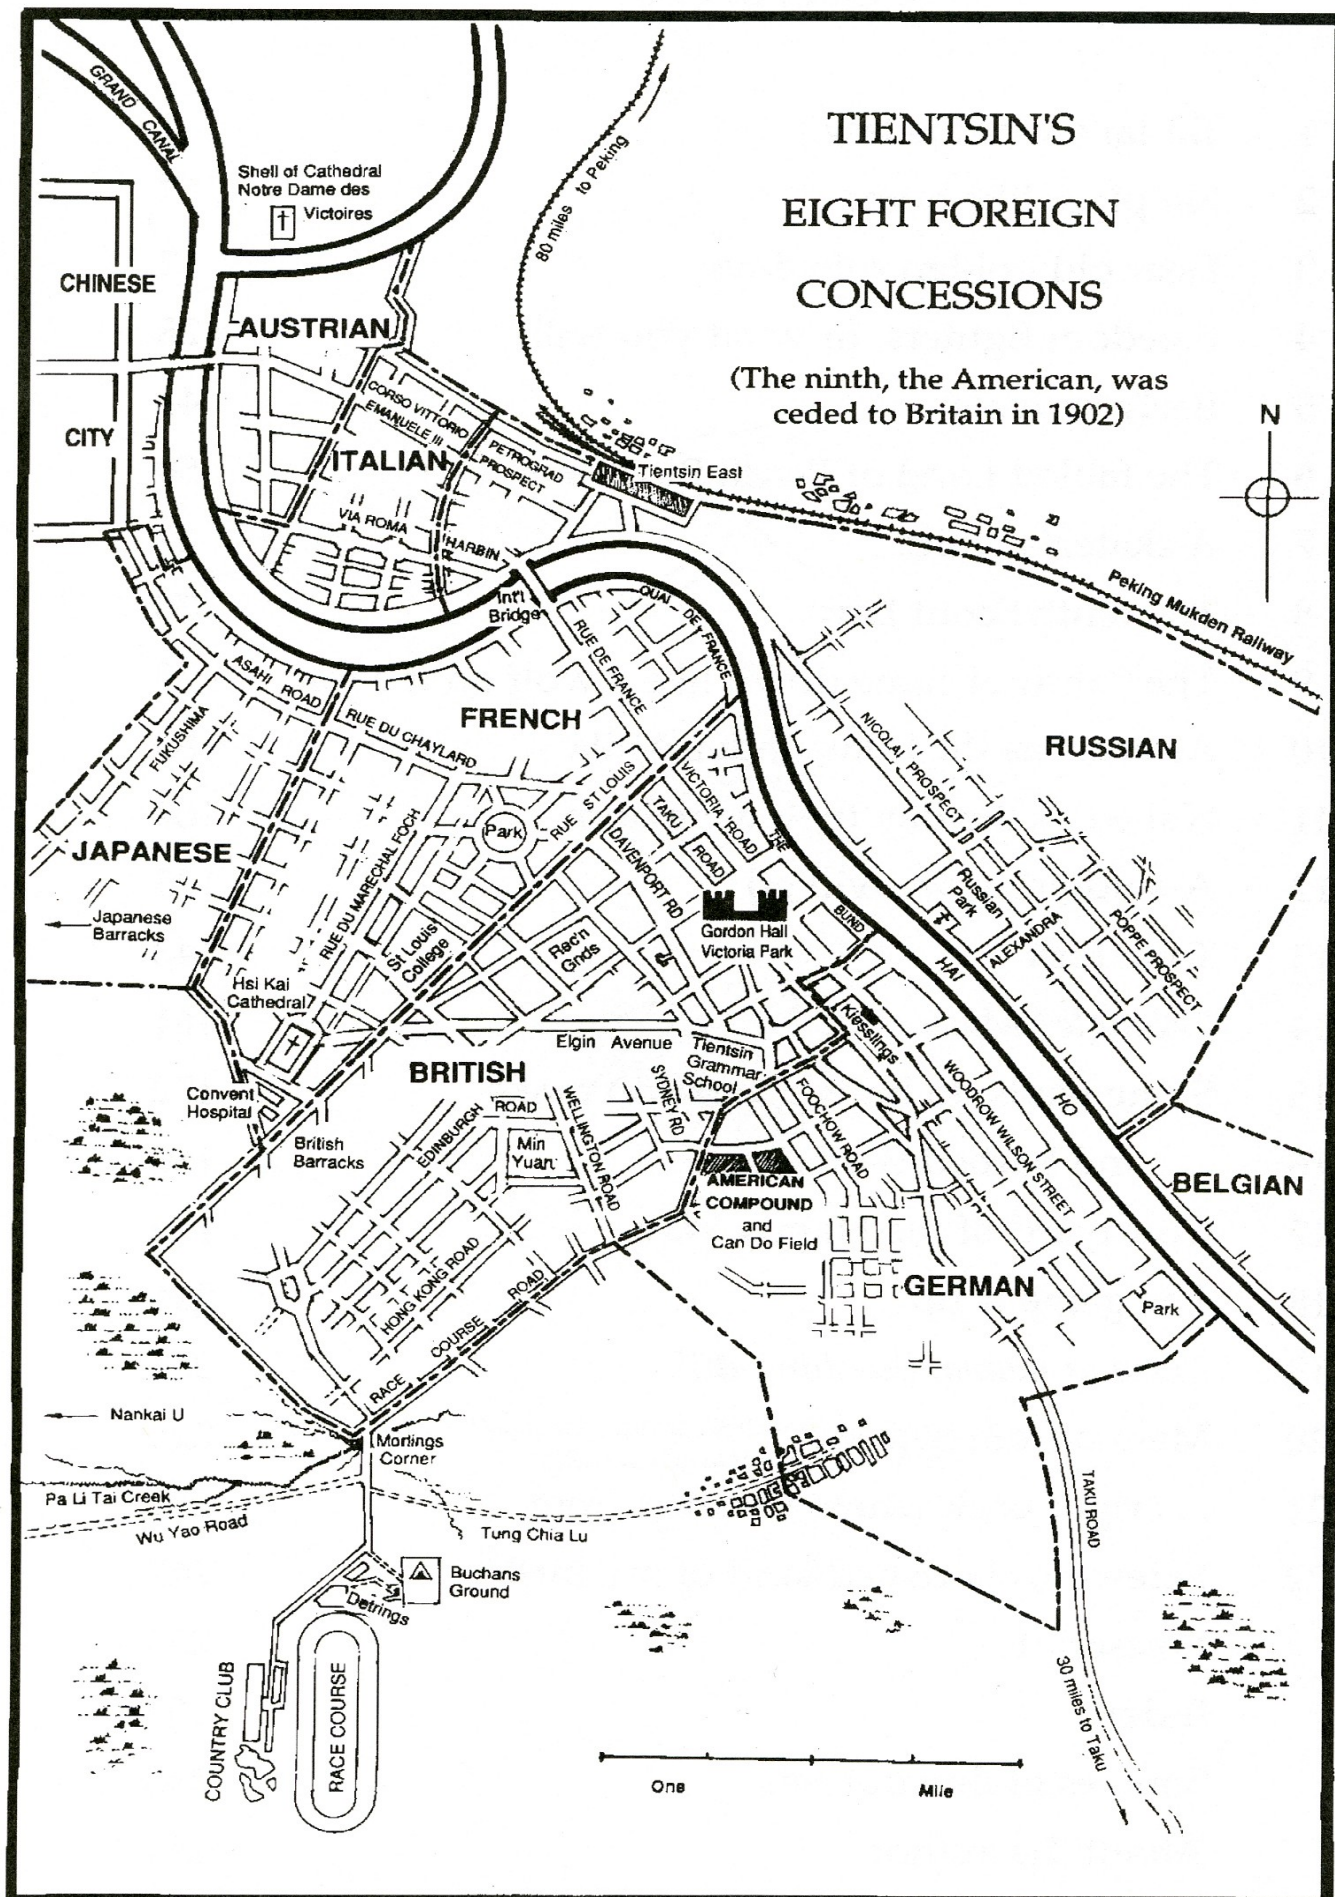 TIENTSIN'S
EIGHT FOREIGN
CONCESSIONS
(The ninth, the American, was
ceded to Britain in 1902)
N
GRAND
CANAL
Shell of Cathedral
Notre Dame des
Victoires
80 miles to Peking
CHINESE
CITY
AUSTRIAN
CORSO VITTORIO
EMANUELE III
ITALIAN
PETROGRAD
PROSPECT
Tientsin East
VIA ROMA
HARBIN
Peking Mukden Railway
Int'l
Bridge
QUAI DE FRANCE
RUE DE FRANCE
ASAHI ROAD
FUKUSHIMA
RUE DU CHAYLARD
FRENCH
NICOLAI PROSPECT
RUSSIAN
JAPANESE
Japanese
Barracks
RUE DU MARECHAL FOCH
Park
RUE ST LOUIS
VICTORIA ROAD
TAKU
ROAD
DAVENPORT RD
THE
BUND
Gordon Hall
Victoria Park
Russian
Park
ALEXANDRA
POPPE PROSPECT
St Louis
College
Rec'n
Gnds
Hsi Kai
Cathedral
HAI
HO
Kiesslings
Elgin Avenue
Tientsin
Grammar
School
BRITISH
Convent
Hospital
British
Barracks
EDINBURGH
ROAD
Min
Yuan
WELLINGTON ROAD
SYDNEY RD
FOOCHOW ROAD
WOODROW WILSON STREET
AMERICAN
COMPOUND
and
Can Do Field
BELGIAN
GERMAN
Park
HONG KONG ROAD
RACE COURSE ROAD
Nankai U
Morlings
Corner
Pa Li Tai Creek
Wu Yao Road
Tung Chia Lu
TAKU ROAD
Buchans
Ground
Detrings
COUNTRY CLUB
RACE COURSE
30 miles to Taku
One Mile